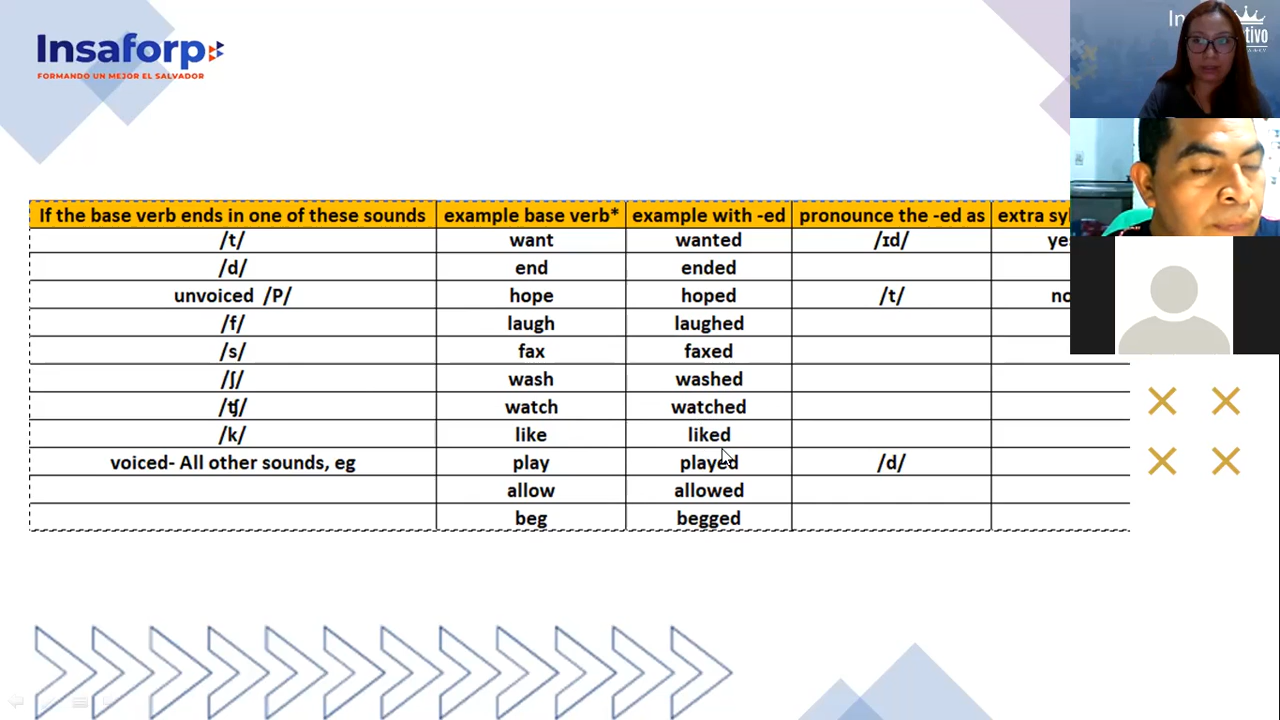 Insaforp
FORMANDO UN MEJOR EL SALVADOR
If the base verb ends in one of these sounds example base verb* example with -ed pronounce the -ed as extra
/t/ want wanted /ɪd/
/d/ end ended
unvoiced /P/ hope hoped /t/ no
/f/ laugh laughed
/s/ fax faxed
/ʃ/ wash washed
/ʧ/ watch watched
/k/ like liked
voiced- All other sounds, eg play played /d/
allow allowed
beg begged